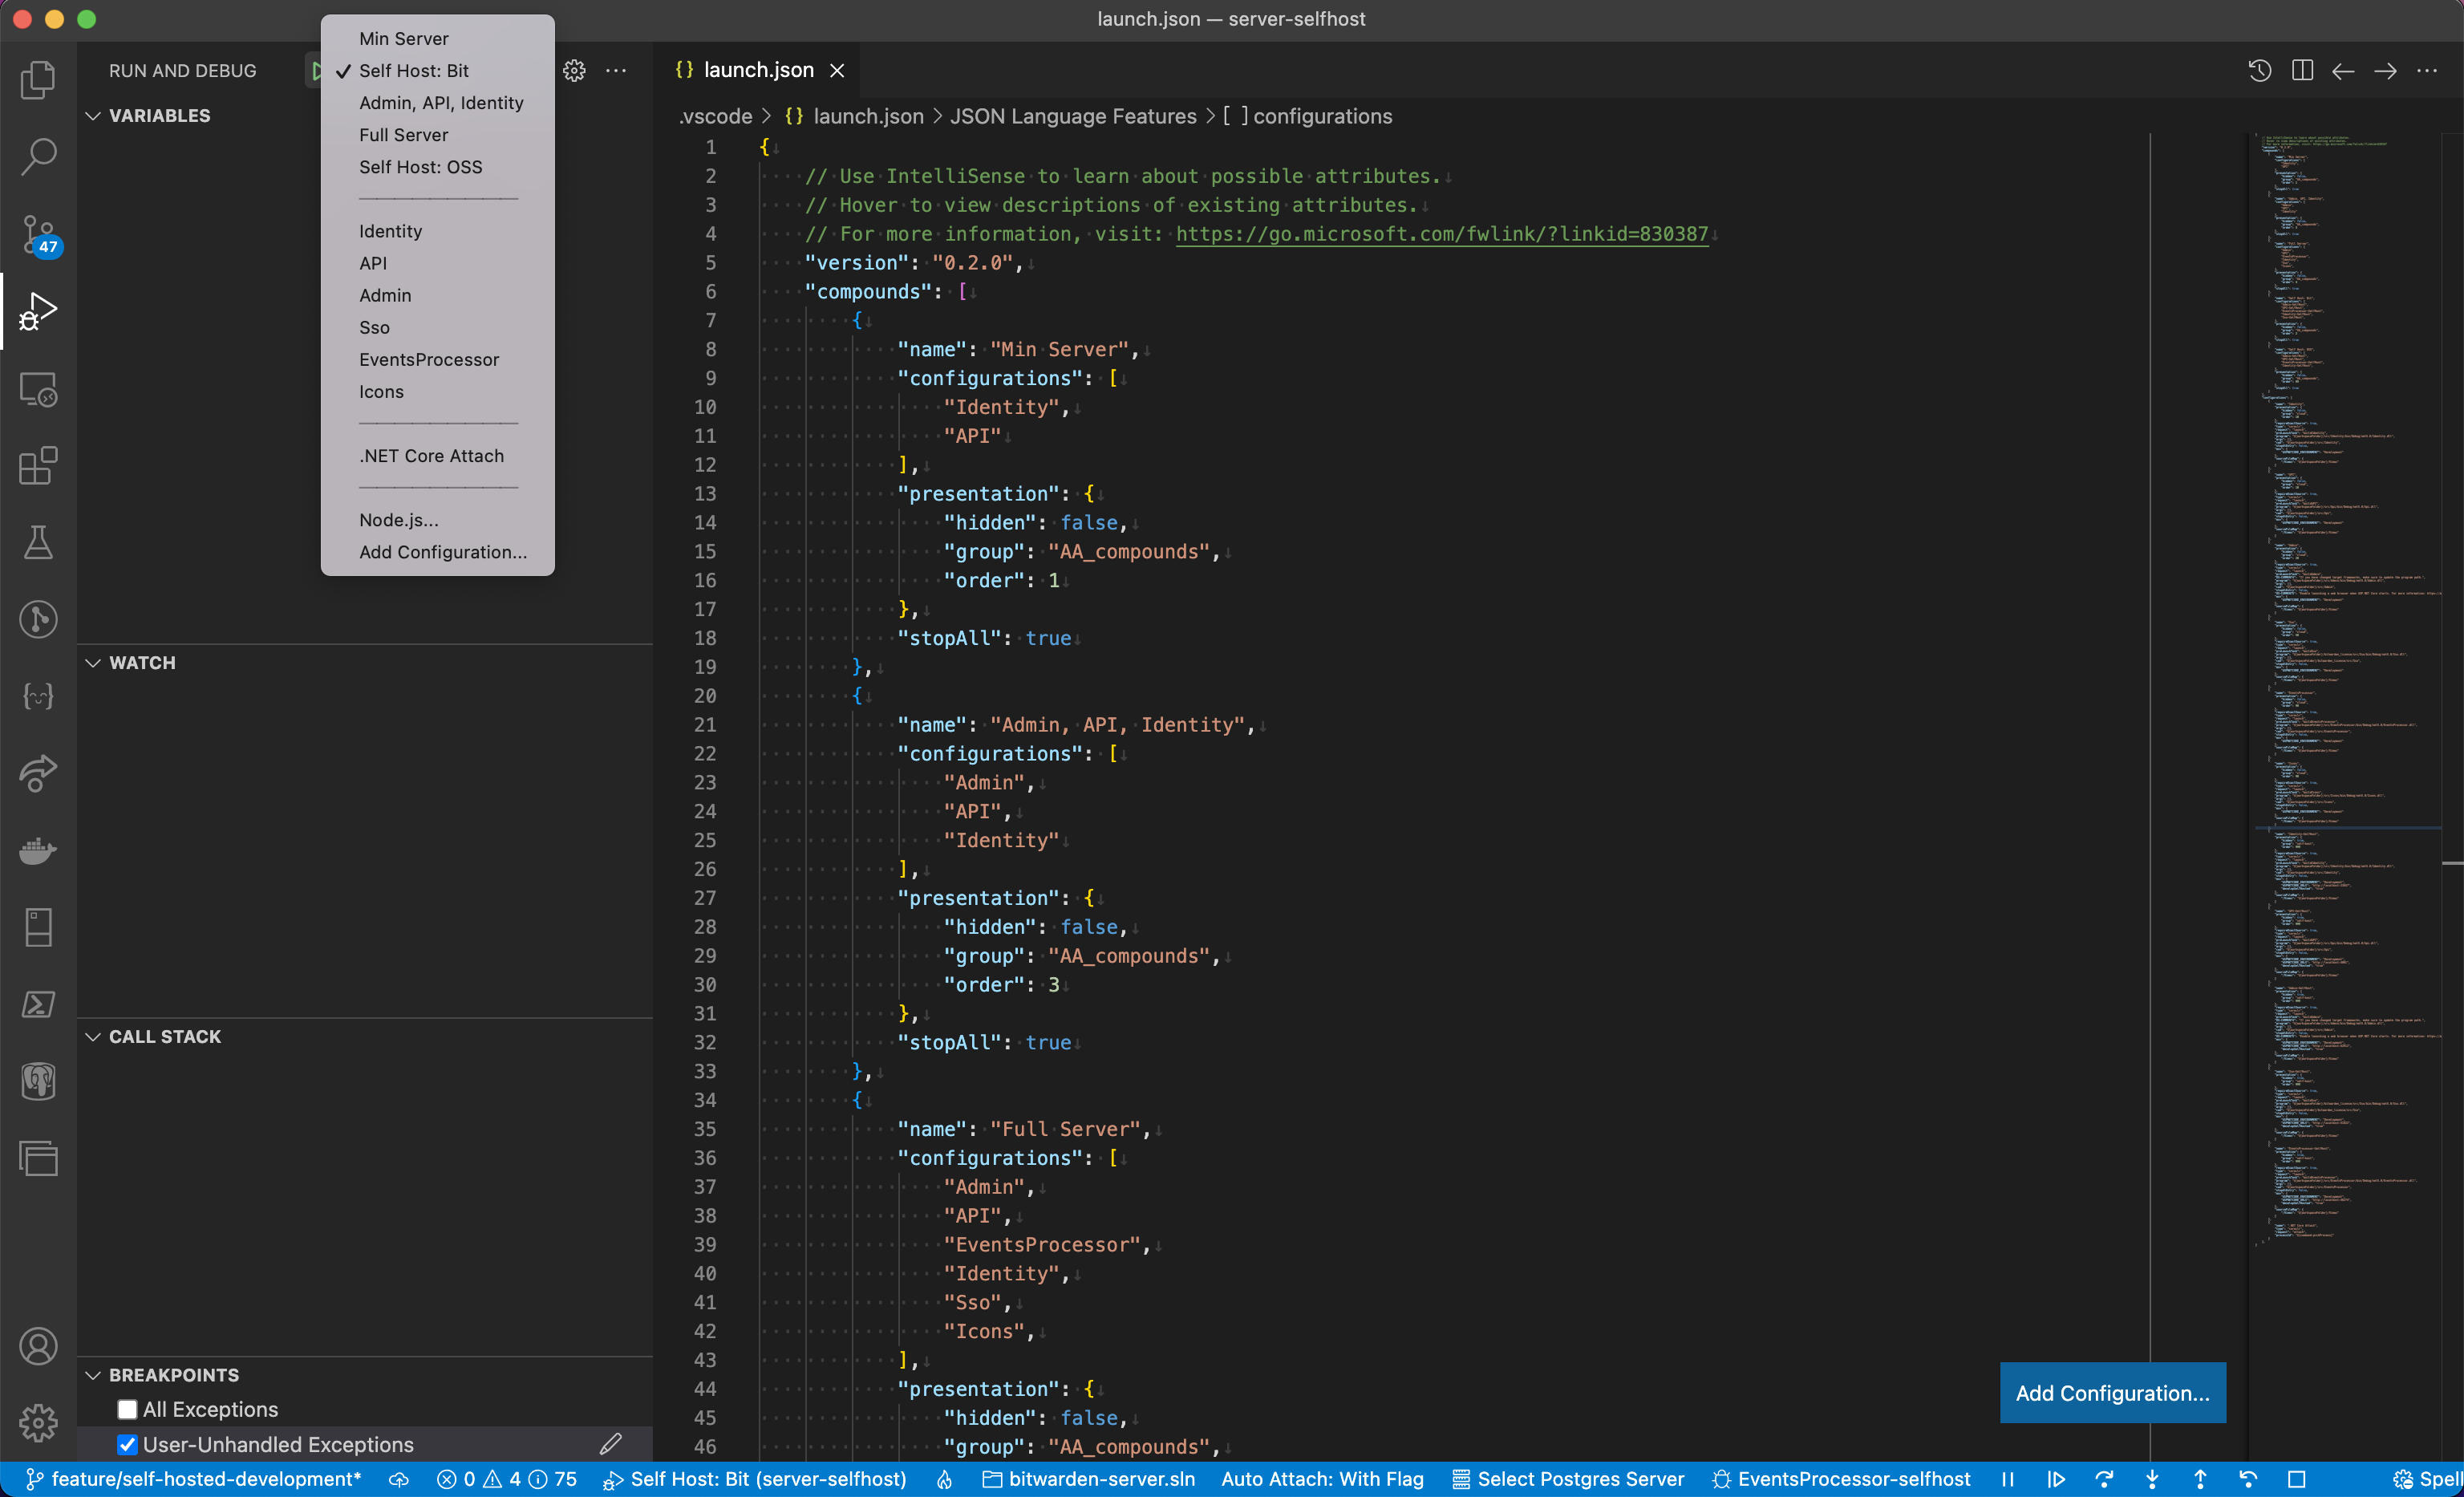 launch.json — server-selfhost
RUN AND DEBUG
Min Server
Self Host: Bit
Admin, API, Identity
Full Server
Self Host: OSS
Identity
API
Admin
Sso
EventsProcessor
Icons
.NET Core Attach
Node.js...
Add Configuration...
47
VARIABLES
WATCH
CALL STACK
BREAKPOINTS
All Exceptions
User-Unhandled Exceptions
{} launch.json
.vscode > {} launch.json > JSON Language Features > [ ] configurations
1 {
2 // Use IntelliSense to learn about possible attributes.
3 // Hover to view descriptions of existing attributes.
4 // For more information, visit: https://go.microsoft.com/fwlink/?linkid=830387
5 "version": "0.2.0",
6 "compounds": [
7 {
8 "name": "Min Server",
9 "configurations": [
10 "Identity",
11 "API"
12 ],
13 "presentation": {
14 "hidden": false,
15 "group": "AA_compounds",
16 "order": 1
17 },
18 "stopAll": true
19 },
20 {
21 "name": "Admin, API, Identity",
22 "configurations": [
23 "Admin",
24 "API",
25 "Identity"
26 ],
27 "presentation": {
28 "hidden": false,
29 "group": "AA_compounds",
30 "order": 3
31 },
32 "stopAll": true
33 },
34 {
35 "name": "Full Server",
36 "configurations": [
37 "Admin",
38 "API",
39 "EventsProcessor",
40 "Identity",
41 "Sso",
42 "Icons",
43 ],
44 "presentation": {
45 "hidden": false,
46 "group": "AA_compounds",
Add Configuration...
feature/self-hosted-development* 0 4 75 Self Host: Bit (server-selfhost) bitwarden-server.sln Auto Attach: With Flag Select Postgres Server EventsProcessor-selfhost Spell